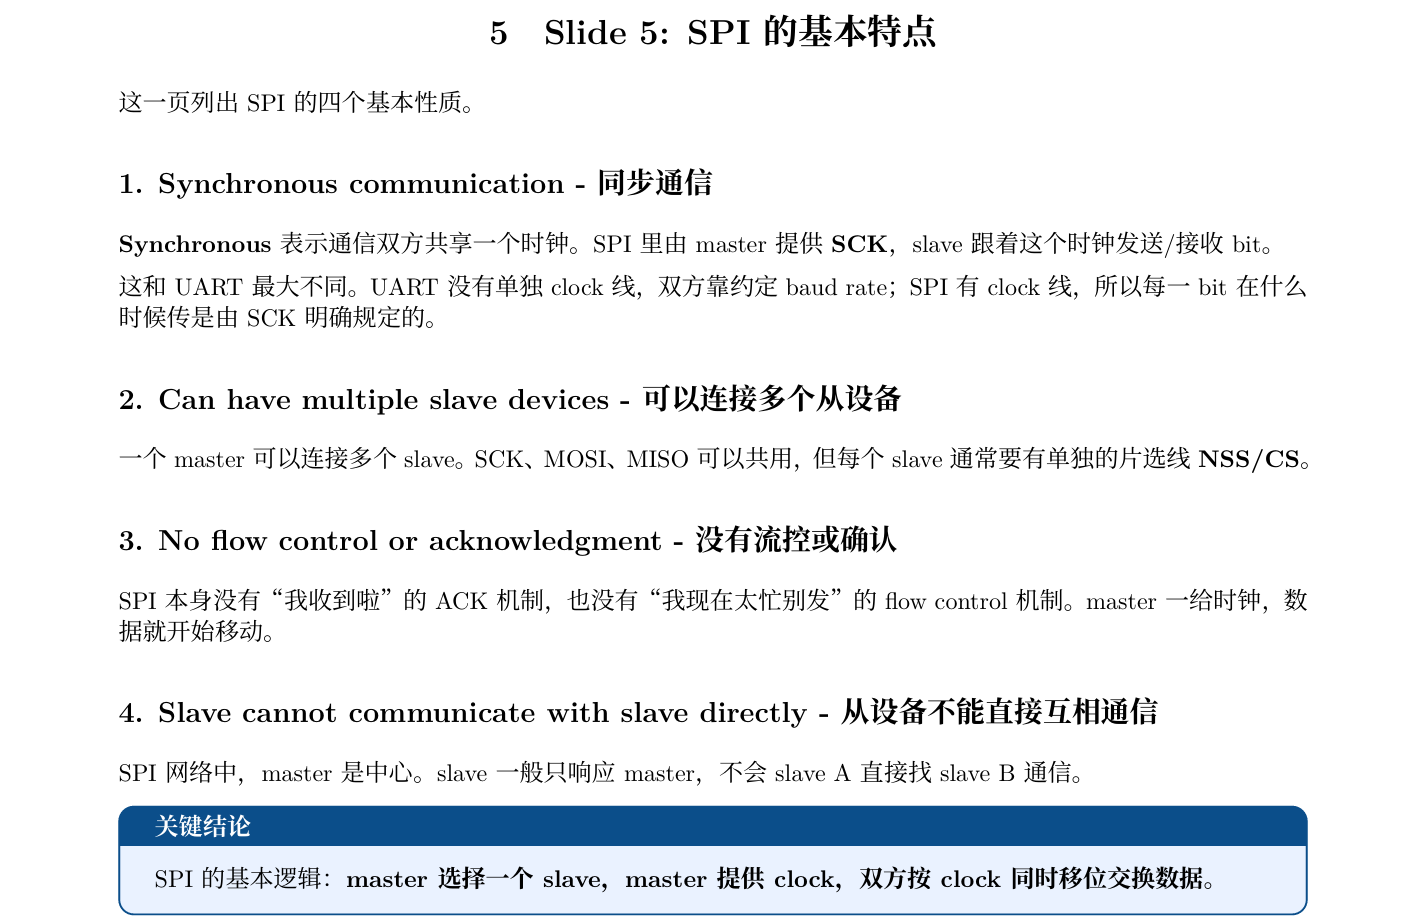 5 Slide 5: SPI 的基本特点
这一页列出 SPI 的四个基本性质。
1. Synchronous communication - 同步通信
Synchronous 表示通信双方共享一个时钟。SPI 里由 master 提供 SCK，slave 跟着这个时钟发送/接收 bit。
这和 UART 最大不同。UART 没有单独 clock 线，双方靠约定 baud rate；SPI 有 clock 线，所以每一 bit 在什么
时候传是由 SCK 明确规定的。
2. Can have multiple slave devices - 可以连接多个从设备
一个 master 可以连接多个 slave。SCK、MOSI、MISO 可以共用，但每个 slave 通常要有单独的片选线 NSS/CS。
3. No flow control or acknowledgment - 没有流控或确认
SPI 本身没有“我收到啦”的 ACK 机制，也没有“我现在太忙别发”的 flow control 机制。master 一给时钟，数
据就开始移动。
4. Slave cannot communicate with slave directly - 从设备不能直接互相通信
SPI 网络中，master 是中心。slave 一般只响应 master，不会 slave A 直接找 slave B 通信。
关键结论
SPI 的基本逻辑：master 选择一个 slave，master 提供 clock，双方按 clock 同时移位交换数据。